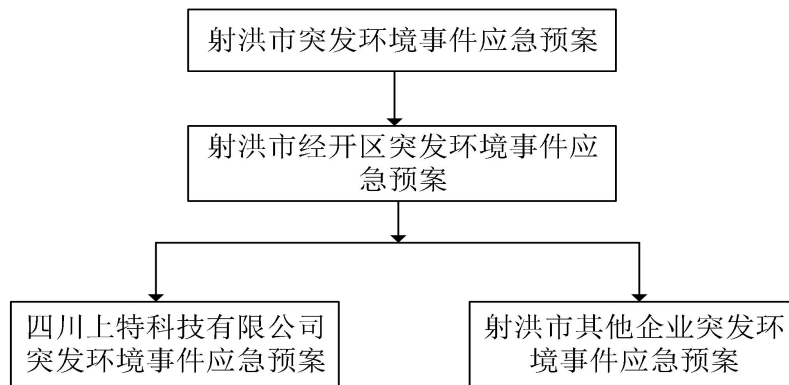 射洪市突发环境事件应急预案
射洪市经开区突发环境事件应
急预案
四川上特科技有限公司
突发环境事件应急预案
射洪市其他企业突发环
境事件应急预案